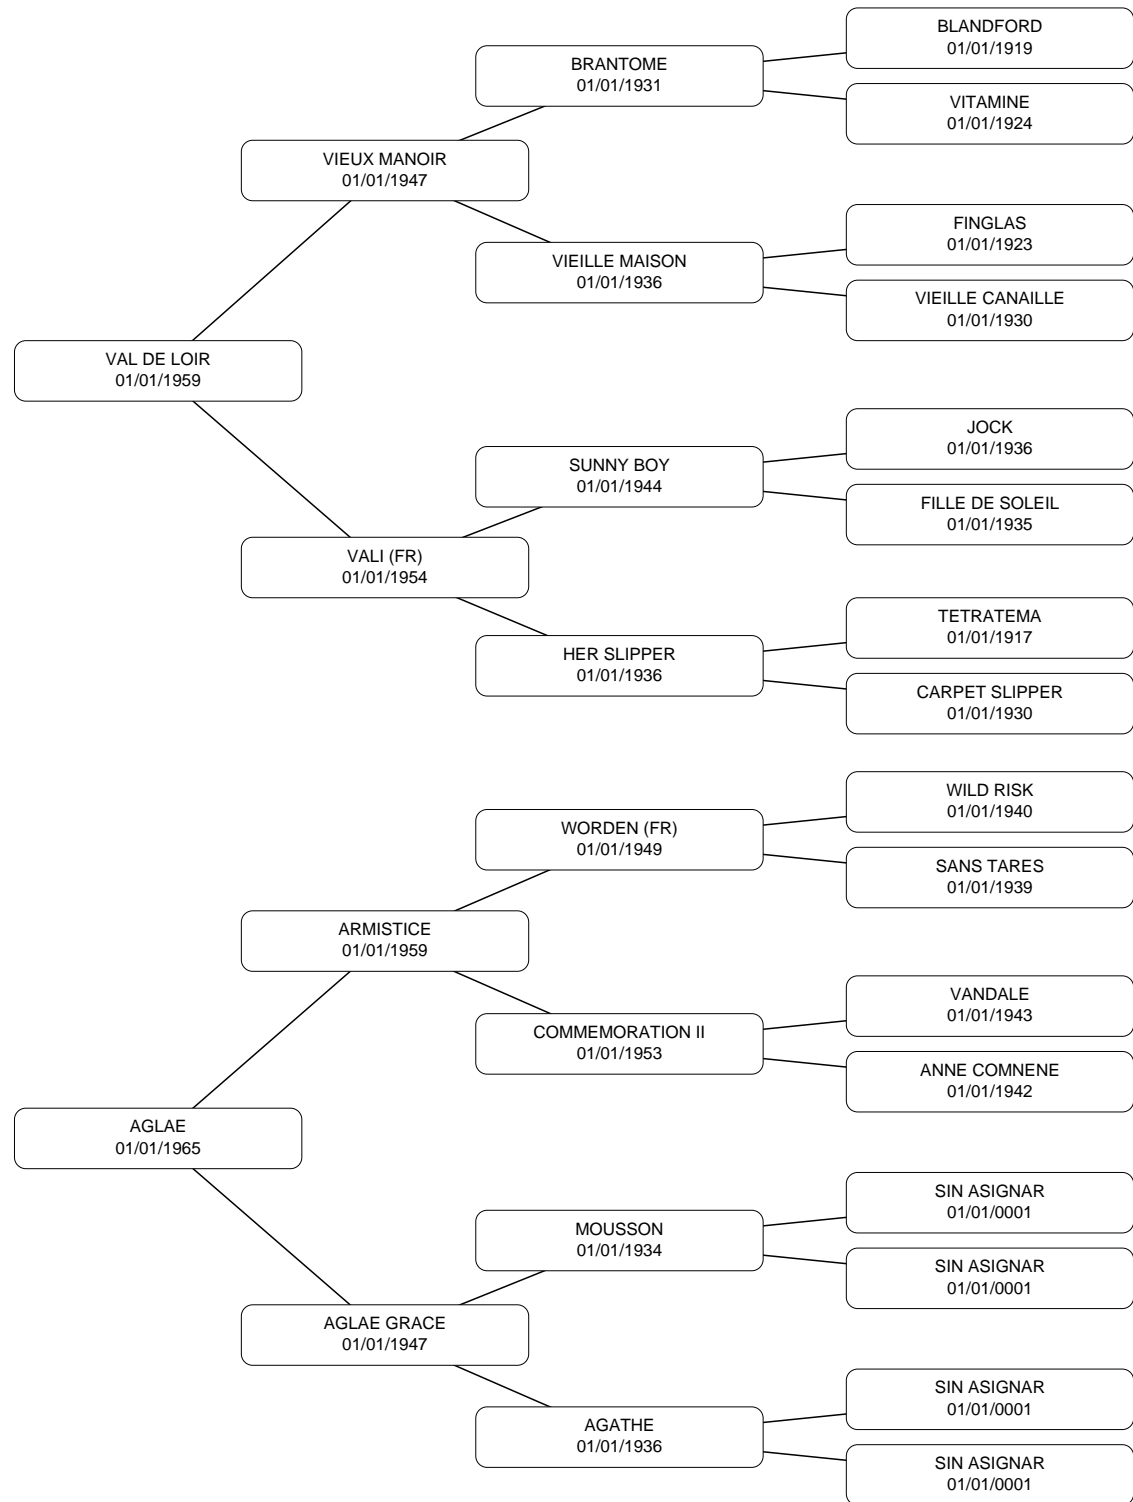 BLANDFORD
01/01/1919
BRANTOME
01/01/1931
VITAMINE
01/01/1924
VIEUX MANOIR
01/01/1947
FINGLAS
01/01/1923
VIEILLE MAISON
01/01/1936
VIEILLE CANAILLE
01/01/1930
VAL DE LOIR
01/01/1959
JOCK
01/01/1936
SUNNY BOY
01/01/1944
FILLE DE SOLEIL
01/01/1935
VALI (FR)
01/01/1954
TETRATEMA
01/01/1917
HER SLIPPER
01/01/1936
CARPET SLIPPER
01/01/1930
WILD RISK
01/01/1940
WORDEN (FR)
01/01/1949
SANS TARES
01/01/1939
ARMISTICE
01/01/1959
VANDALE
01/01/1943
COMMEMORATION II
01/01/1953
ANNE COMNENE
01/01/1942
AGLAE
01/01/1965
SIN ASIGNAR
01/01/0001
MOUSSON
01/01/1934
SIN ASIGNAR
01/01/0001
AGLAE GRACE
01/01/1947
SIN ASIGNAR
01/01/0001
AGATHE
01/01/1936
SIN ASIGNAR
01/01/0001